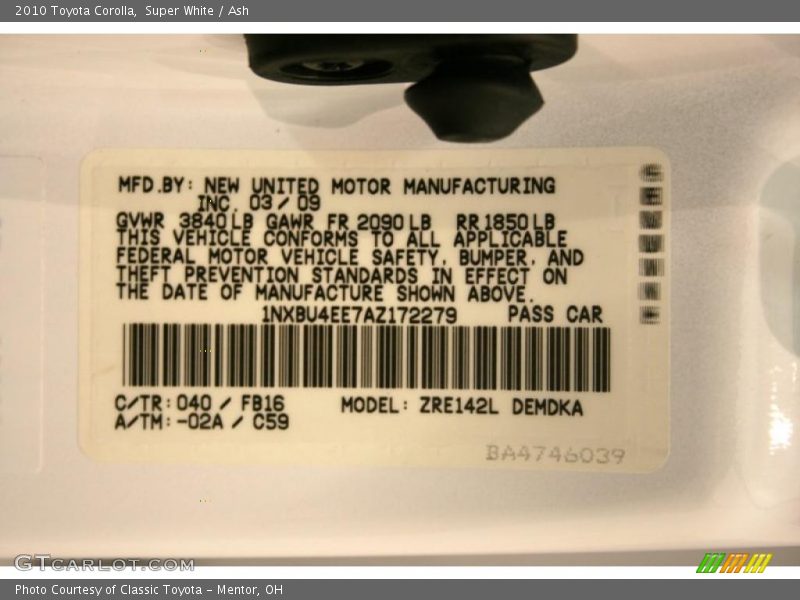 2010 Toyota Corolla, Super White / Ash
MFD.BY: NEW UNITED MOTOR MANUFACTURING
INC. 03/09
GVWR 3840LB GAWR FR 2090LB RR1850LB
THIS VEHICLE CONFORMS TO ALL APPLICABLE
FEDERAL MOTOR VEHICLE SAFETY, BUMPER, AND
THEFT PREVENTION STANDARDS IN EFFECT ON
THE DATE OF MANUFACTURE SHOWN ABOVE.
1NXBU4EE7AZ172279 PASS CAR
C/TR: 040 / FB16 MODEL: ZRE142L DEMDKA
A/TM: -02A / C59
BA4746039
GTCARLOT.COM
Photo Courtesy of Classic Toyota - Mentor, OH